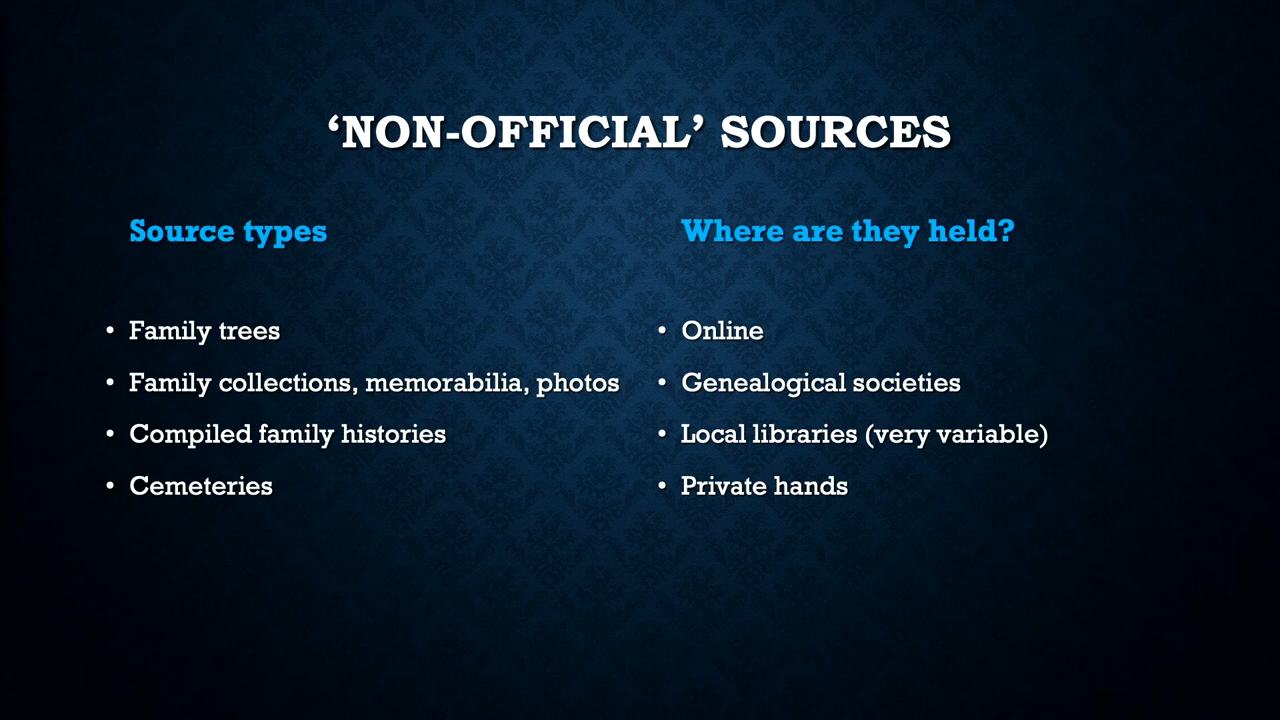 ‘NON-OFFICIAL’ SOURCES
Source types
• Family trees
• Family collections, memorabilia, photos
• Compiled family histories
• Cemeteries
Where are they held?
• Online
• Genealogical societies
• Local libraries (very variable)
• Private hands